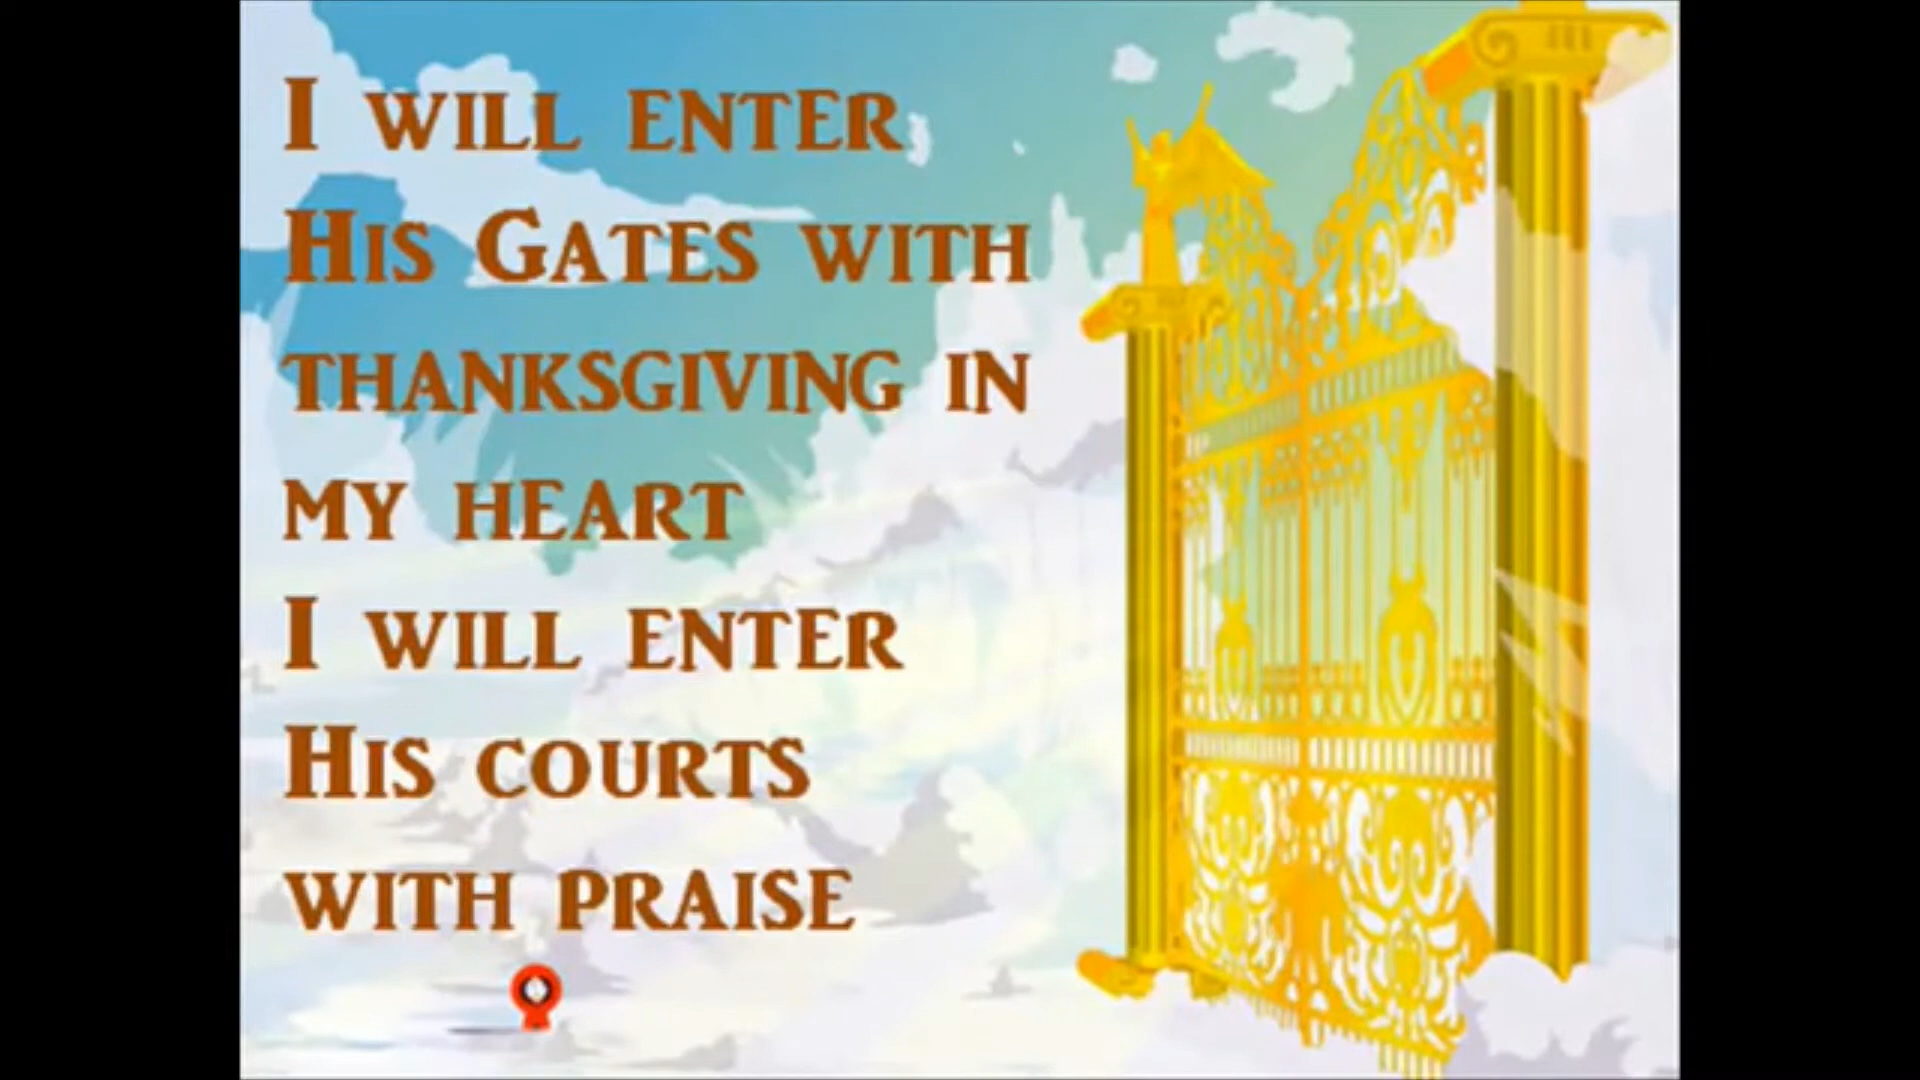 I WILL ENTER
HIS GATES WITH
THANKSGIVING IN
MY HEART
I WILL ENTER
HIS COURTS
WITH PRAISE